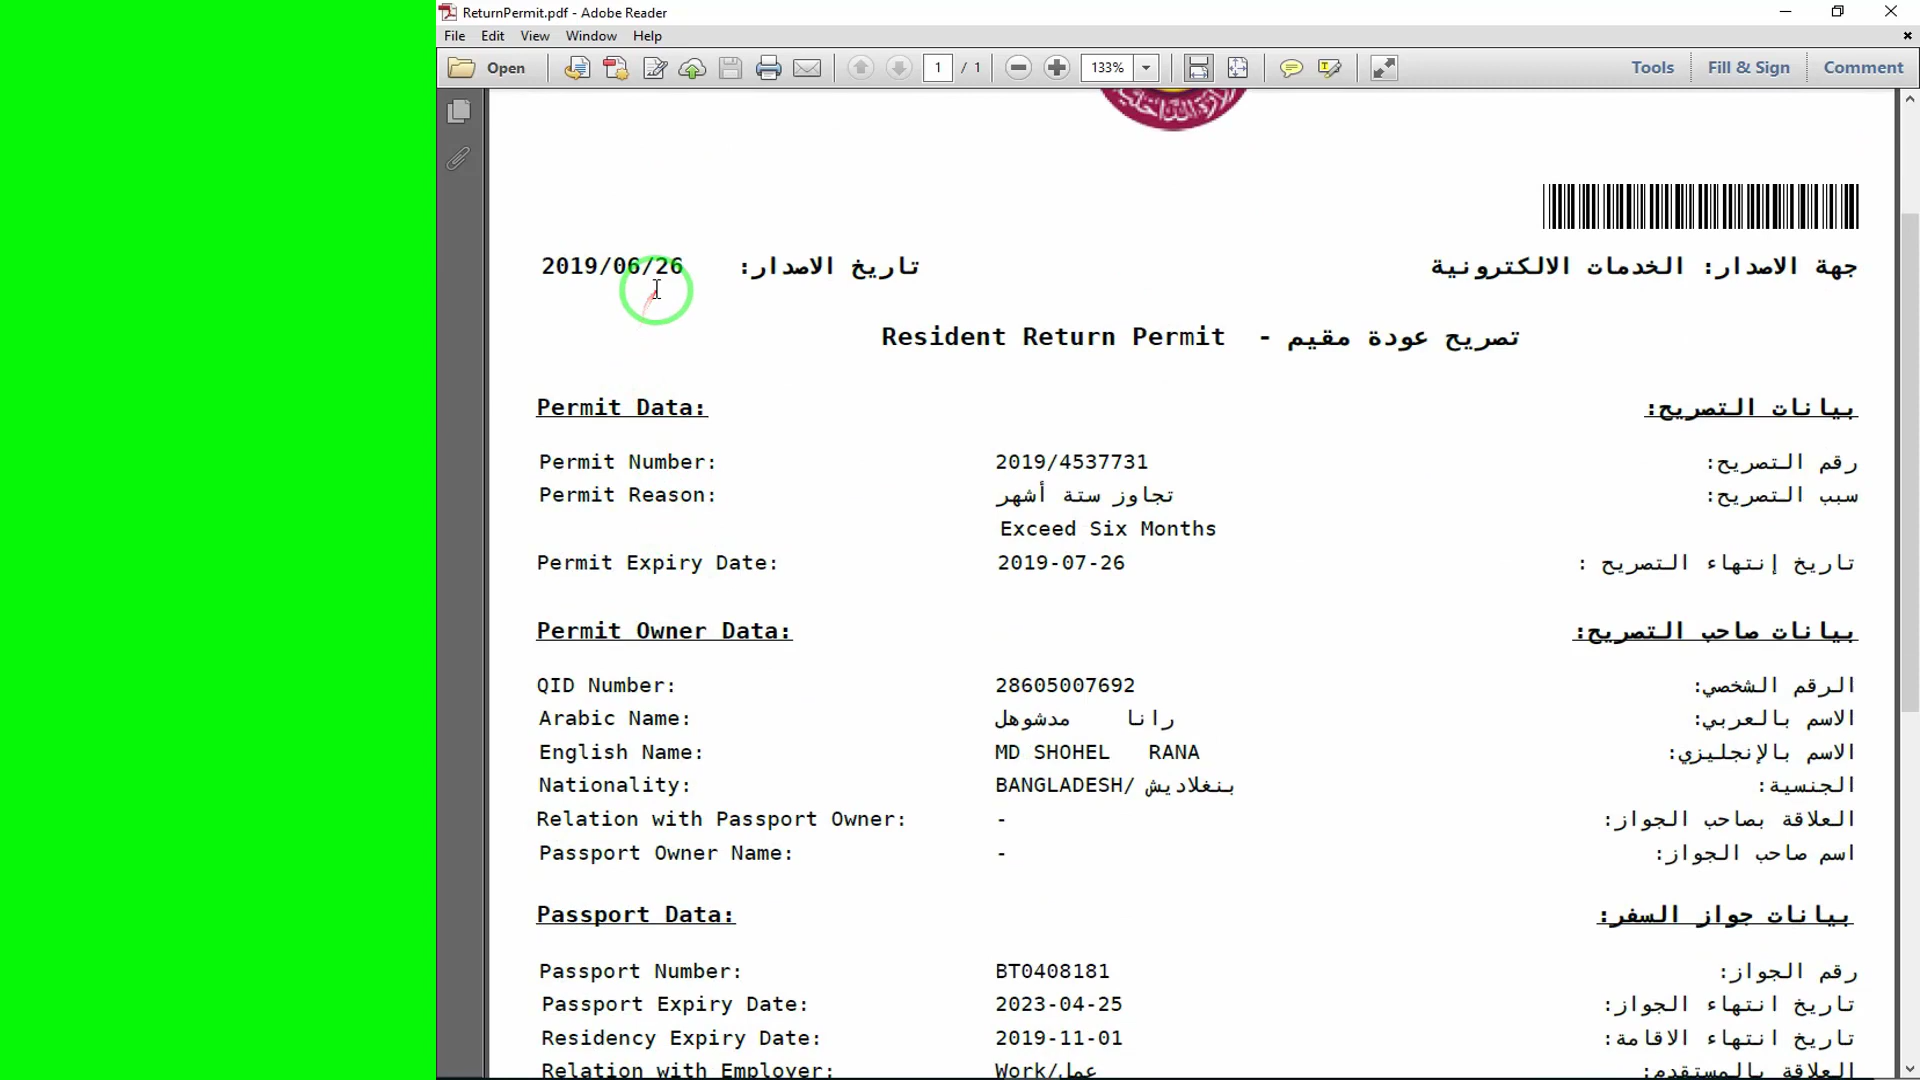 ReturnPermit.pdf - Adobe Reader
File Edit View Window Help
Open 1 / 1 133% Tools Fill & Sign Comment
جهة الاصدار: الخدمات الالكترونية تاريخ الاصدار: 2019/06/26
Resident Return Permit - تصريح عودة مقيم
Permit Data: بيانات التصريح:
Permit Number: 2019/4537731 رقم التصريح:
Permit Reason: تجاوز ستة أشهر سبب التصريح:
Exceed Six Months
Permit Expiry Date: 2019-07-26 تاريخ إنتهاء التصريح :
Permit Owner Data: بيانات صاحب التصريح:
QID Number: 28605007692 الرقم الشخصي:
Arabic Name: مدشوهل رانا الاسم بالعربي:
English Name: MD SHOHEL RANA الاسم بالإنجليزي:
Nationality: BANGLADESH/ بنغلاديش الجنسية:
Relation with Passport Owner: - العلاقة بصاحب الجواز:
Passport Owner Name: - اسم صاحب الجواز:
Passport Data: بيانات جواز السفر:
Passport Number: BT0408181 رقم الجواز:
Passport Expiry Date: 2023-04-25 تاريخ انتهاء الجواز:
Residency Expiry Date: 2019-11-01 تاريخ انتهاء الاقامة:
Relation with Employer: Work/عمل العلاقة بالمستقدم: